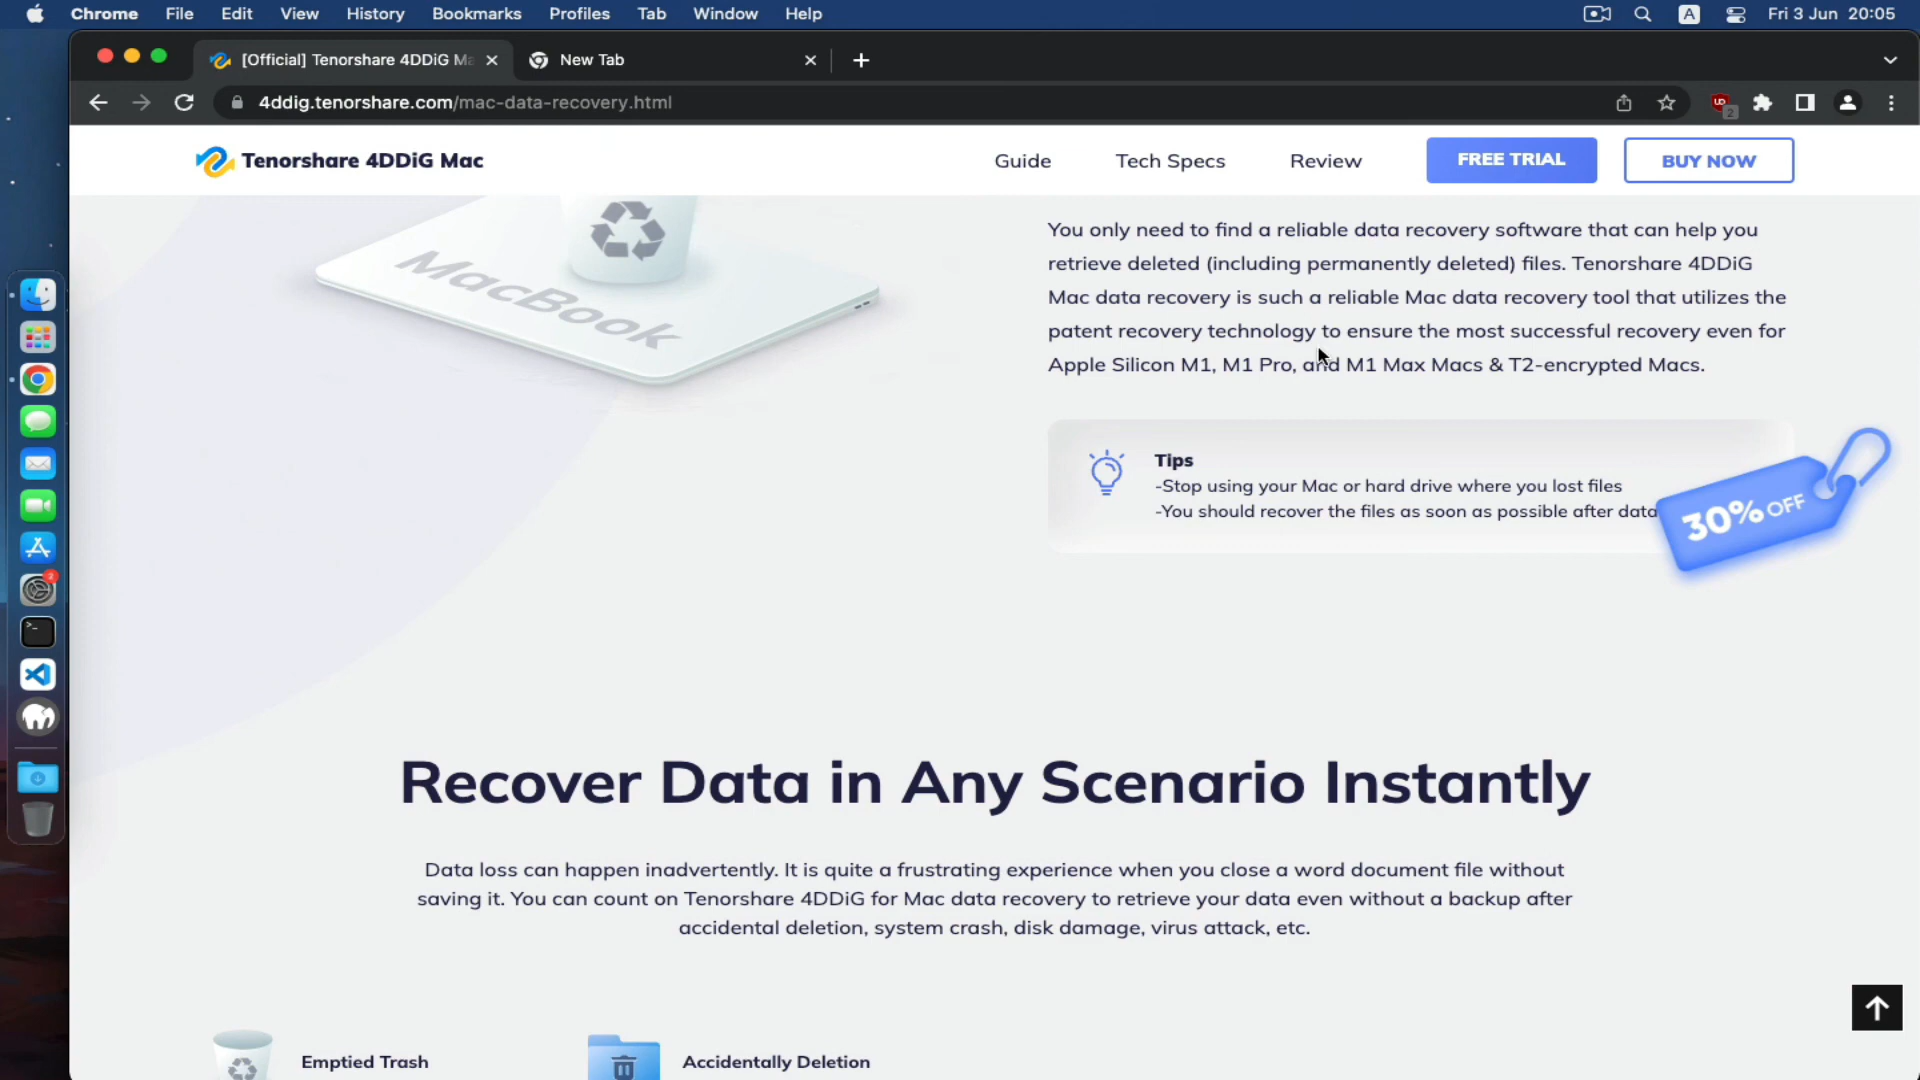 Chrome File Edit View History Bookmarks Profiles Tab Window Help A Fri 3 Jun 20:05
[Official] Tenorshare 4DDiG Ma New Tab
4ddig.tenorshare.com/mac-data-recovery.html 2
Tenorshare 4DDiG Mac Guide Tech Specs Review FREE TRIAL BUY NOW
MacBook
You only need to find a reliable data recovery software that can help you
retrieve deleted (including permanently deleted) files. Tenorshare 4DDiG
Mac data recovery is such a reliable Mac data recovery tool that utilizes the
patent recovery technology to ensure the most successful recovery even for
Apple Silicon M1, M1 Pro, and M1 Max Macs & T2-encrypted Macs.
Tips
-Stop using your Mac or hard drive where you lost files
-You should recover the files as soon as possible after data
30% OFF
2
Recover Data in Any Scenario Instantly
Data loss can happen inadvertently. It is quite a frustrating experience when you close a word document file without
saving it. You can count on Tenorshare 4DDiG for Mac data recovery to retrieve your data even without a backup after
accidental deletion, system crash, disk damage, virus attack, etc.
Emptied Trash Accidentally Deletion